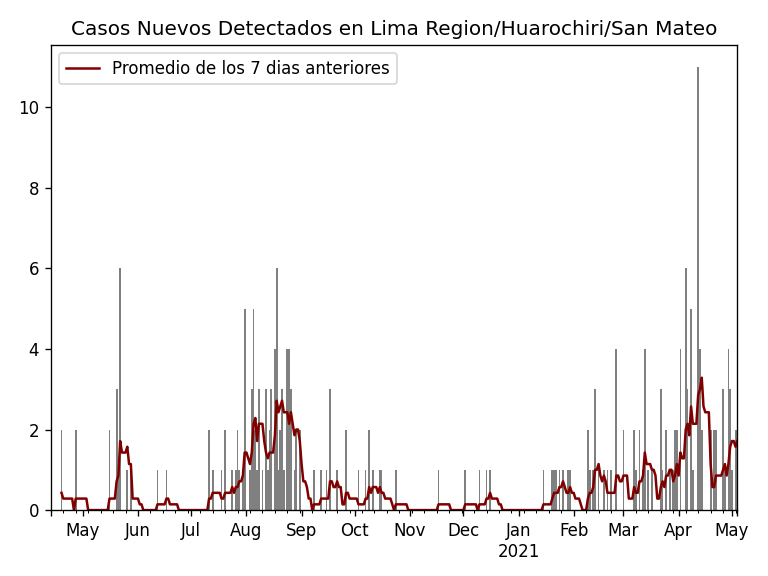 Casos Nuevos Detectados en Lima Region/Huarochiri/San Mateo
Promedio de los 7 dias anteriores
10
8
6
4
2
0
May Jun Jul Aug Sep Oct Nov Dec Jan Feb Mar Apr May
2021